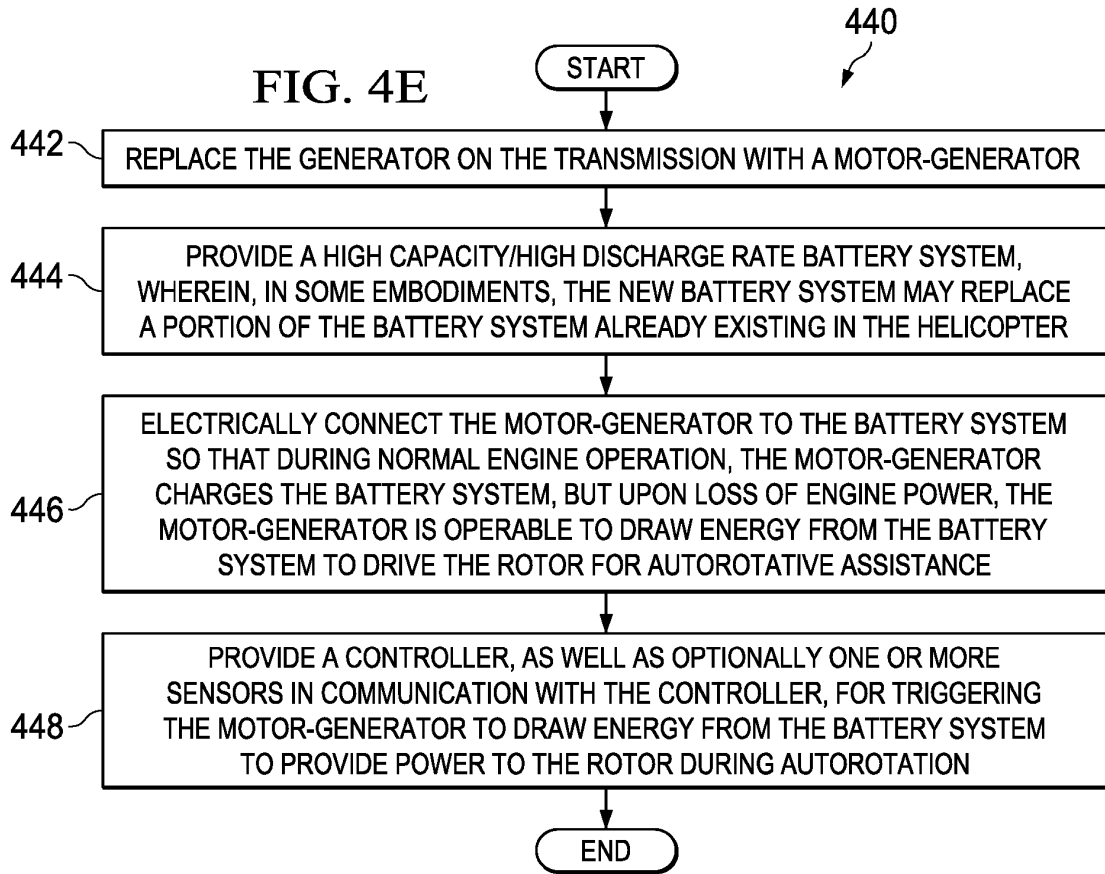 440
START
FIG. 4E
442
REPLACE THE GENERATOR ON THE TRANSMISSION WITH A MOTOR-GENERATOR
444
PROVIDE A HIGH CAPACITY/HIGH DISCHARGE RATE BATTERY SYSTEM,
WHEREIN, IN SOME EMBODIMENTS, THE NEW BATTERY SYSTEM MAY REPLACE
A PORTION OF THE BATTERY SYSTEM ALREADY EXISTING IN THE HELICOPTER
446
ELECTRICALLY CONNECT THE MOTOR-GENERATOR TO THE BATTERY SYSTEM
SO THAT DURING NORMAL ENGINE OPERATION, THE MOTOR-GENERATOR
CHARGES THE BATTERY SYSTEM, BUT UPON LOSS OF ENGINE POWER, THE
MOTOR-GENERATOR IS OPERABLE TO DRAW ENERGY FROM THE BATTERY
SYSTEM TO DRIVE THE ROTOR FOR AUTOROTATIVE ASSISTANCE
448
PROVIDE A CONTROLLER, AS WELL AS OPTIONALLY ONE OR MORE
SENSORS IN COMMUNICATION WITH THE CONTROLLER, FOR TRIGGERING
THE MOTOR-GENERATOR TO DRAW ENERGY FROM THE BATTERY SYSTEM
TO PROVIDE POWER TO THE ROTOR DURING AUTOROTATION
END